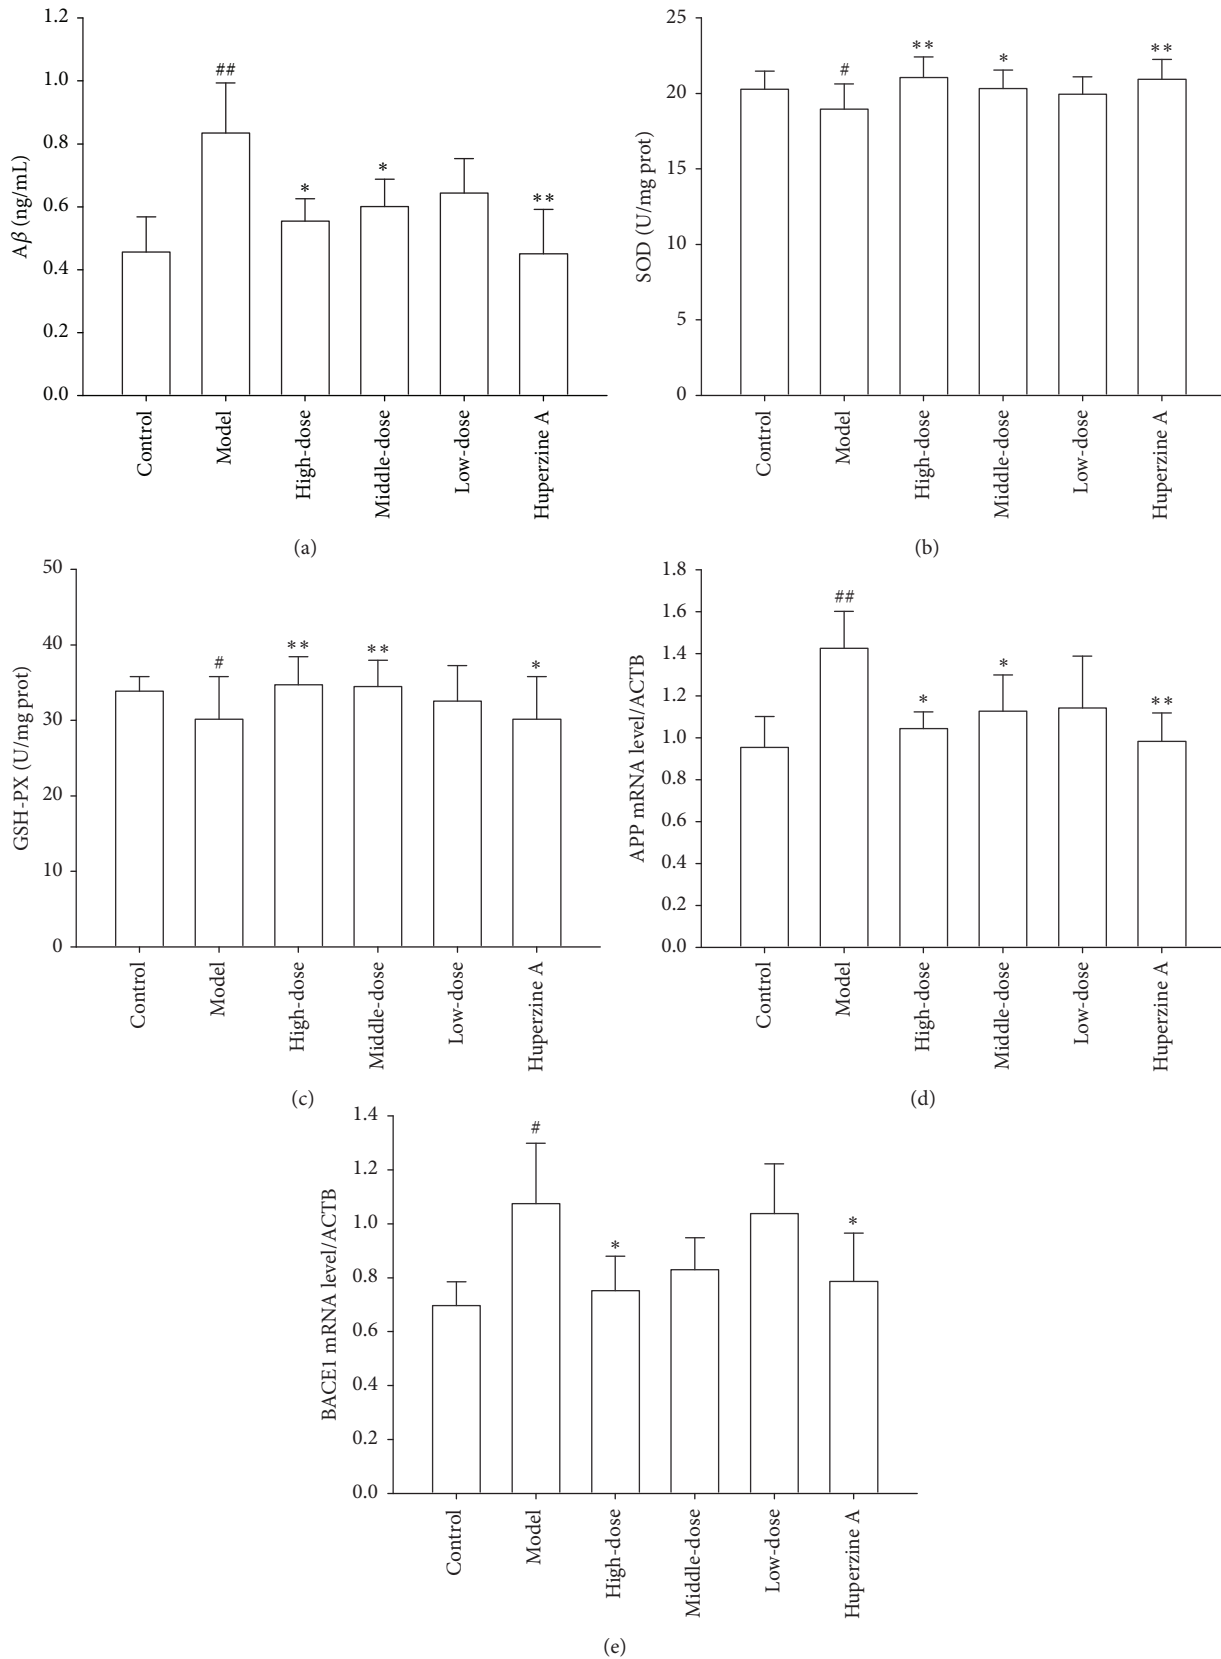 Aβ (ng/mL)
1.2
1.0
0.8
0.6
0.4
0.2
0.0
##
*
*
**
Control
Model
High-dose
Middle-dose
Low-dose
Huperzine A
(a)
SOD (U/mg prot)
25
20
15
10
5
0
#
**
*
**
Control
Model
High-dose
Middle-dose
Low-dose
Huperzine A
(b)
GSH-PX (U/mg prot)
50
40
30
20
10
0
#
**
**
*
Control
Model
High-dose
Middle-dose
Low-dose
Huperzine A
(c)
APP mRNA level/ACTB
1.8
1.6
1.4
1.2
1.0
0.8
0.6
0.4
0.2
0.0
##
*
*
**
Control
Model
High-dose
Middle-dose
Low-dose
Huperzine A
(d)
BACE1 mRNA level/ACTB
1.4
1.2
1.0
0.8
0.6
0.4
0.2
0.0
#
*
*
Control
Model
High-dose
Middle-dose
Low-dose
Huperzine A
(e)